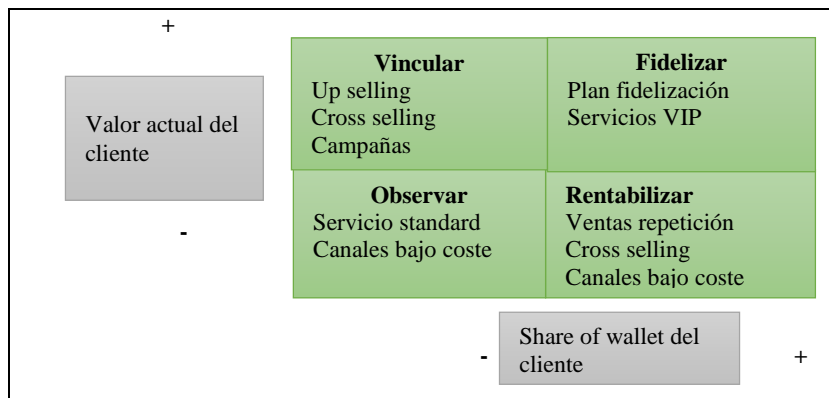 +
Vincular
Up selling
Cross selling
Campañas
Fidelizar
Plan fidelización
Servicios VIP
Valor actual del
cliente
-
Observar
Servicio standard
Canales bajo coste
Rentabilizar
Ventas repetición
Cross selling
Canales bajo coste
-
Share of wallet del
cliente
+